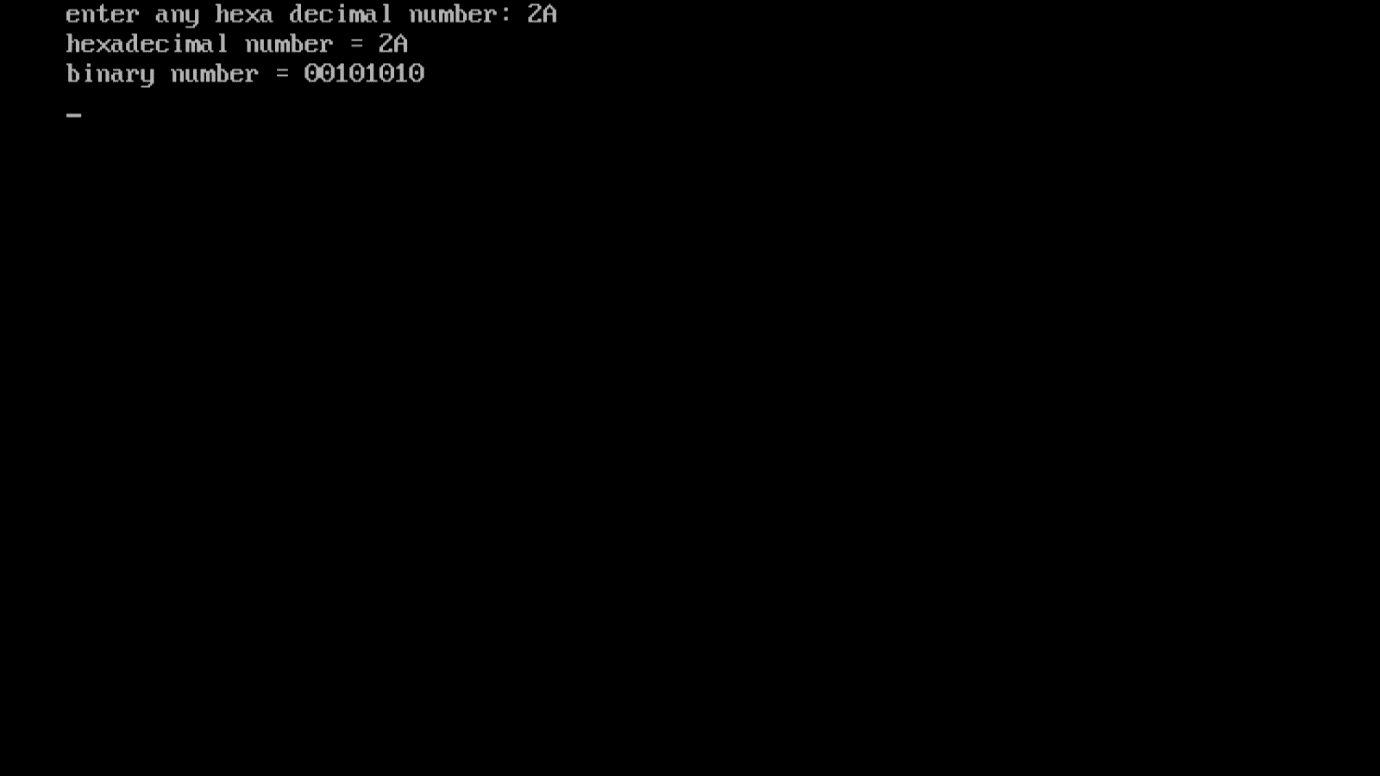 enter any hexa decimal number: 2A
hexadecimal number = 2A
binary number = 00101010
_